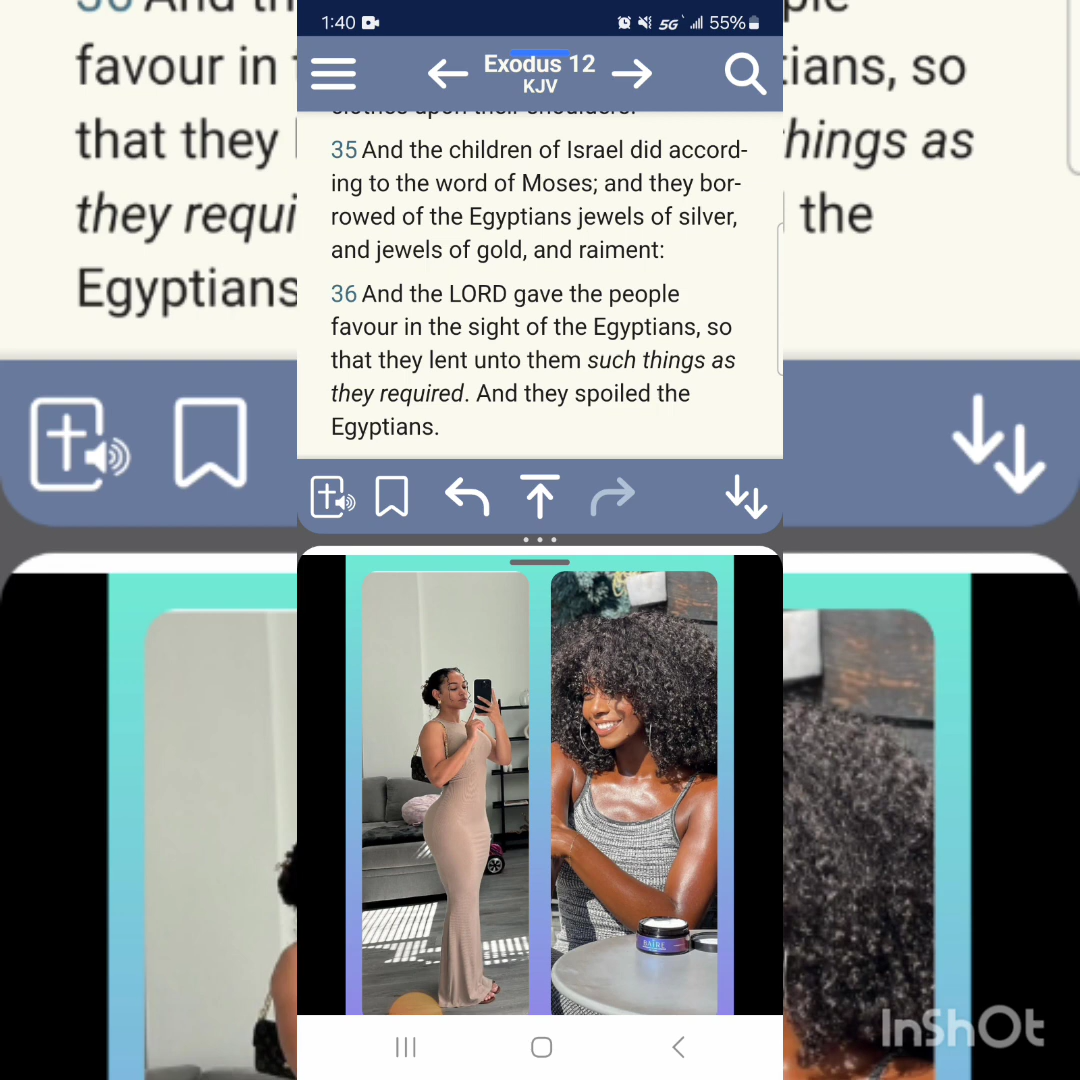 1:40 5G 55%
Exodus 12
KJV
35 And the children of Israel did accord-
ing to the word of Moses; and they bor-
rowed of the Egyptians jewels of silver,
and jewels of gold, and raiment:
36 And the LORD gave the people
favour in the sight of the Egyptians, so
that they lent unto them such things as
they required. And they spoiled the
Egyptians.
favour in
tians, so
that they
hings as
they requi
the
Egyptians
InShOt